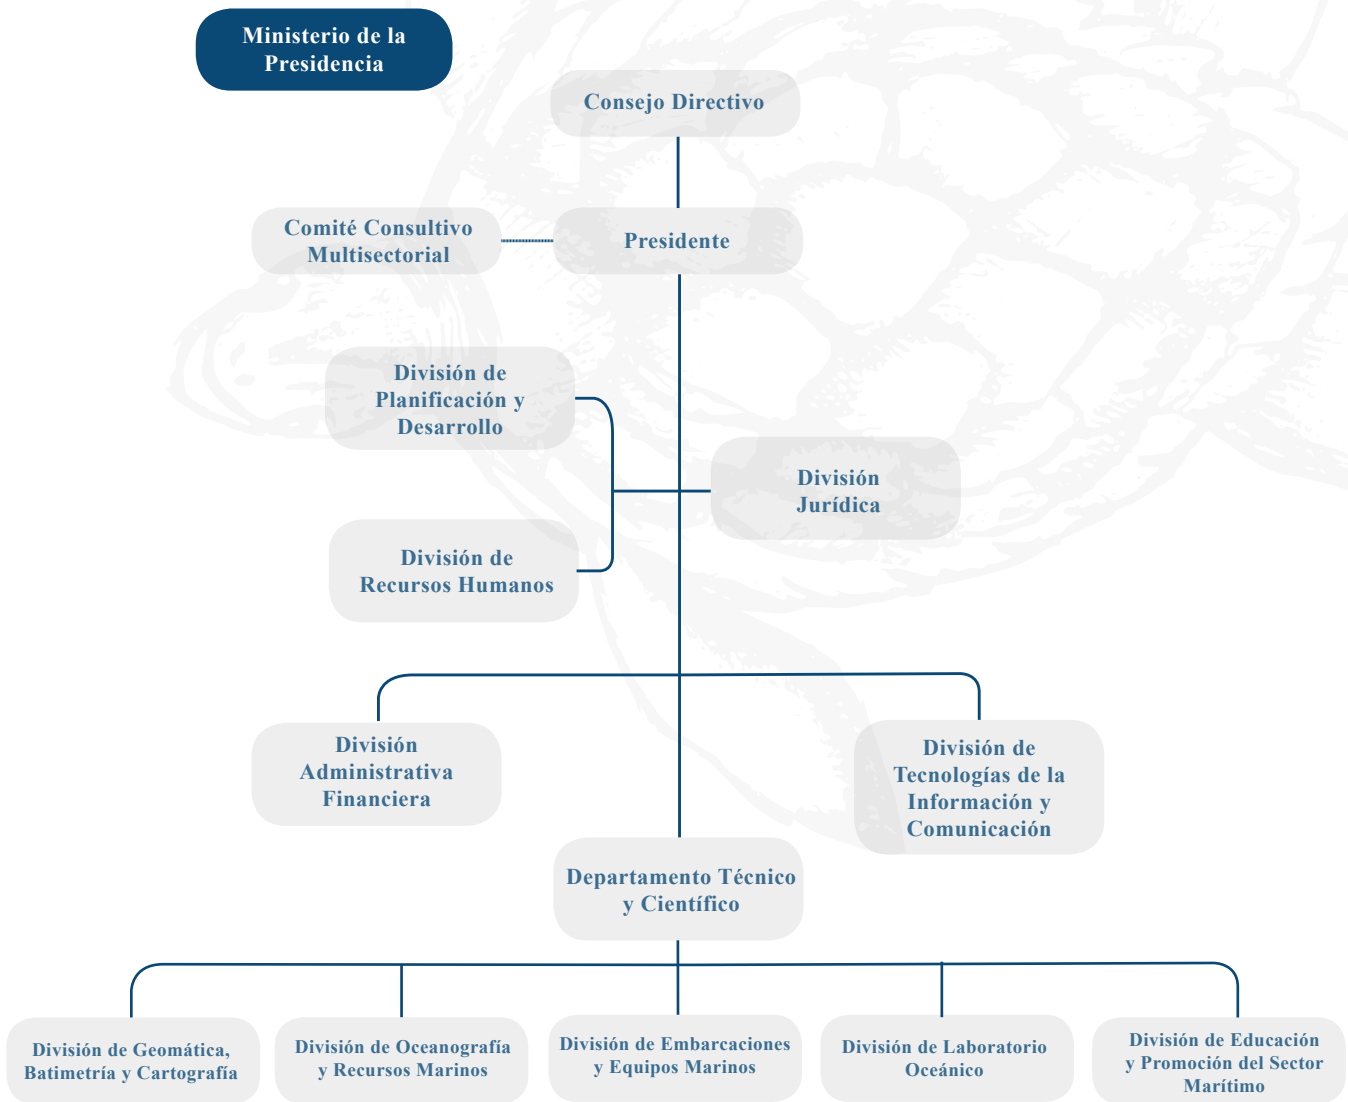 Ministerio de la
Presidencia
Consejo Directivo
Comité Consultivo
Multisectorial
Presidente
División de
Planificación y
Desarrollo
División
Jurídica
División de
Recursos Humanos
División
Administrativa
Financiera
División de
Tecnologías de la
Información y
Comunicación
Departamento Técnico
y Científico
División de Geomática,
Batimetría y Cartografía
División de Oceanografía
y Recursos Marinos
División de Embarcaciones
y Equipos Marinos
División de Laboratorio
Oceánico
División de Educación
y Promoción del Sector
Marítimo